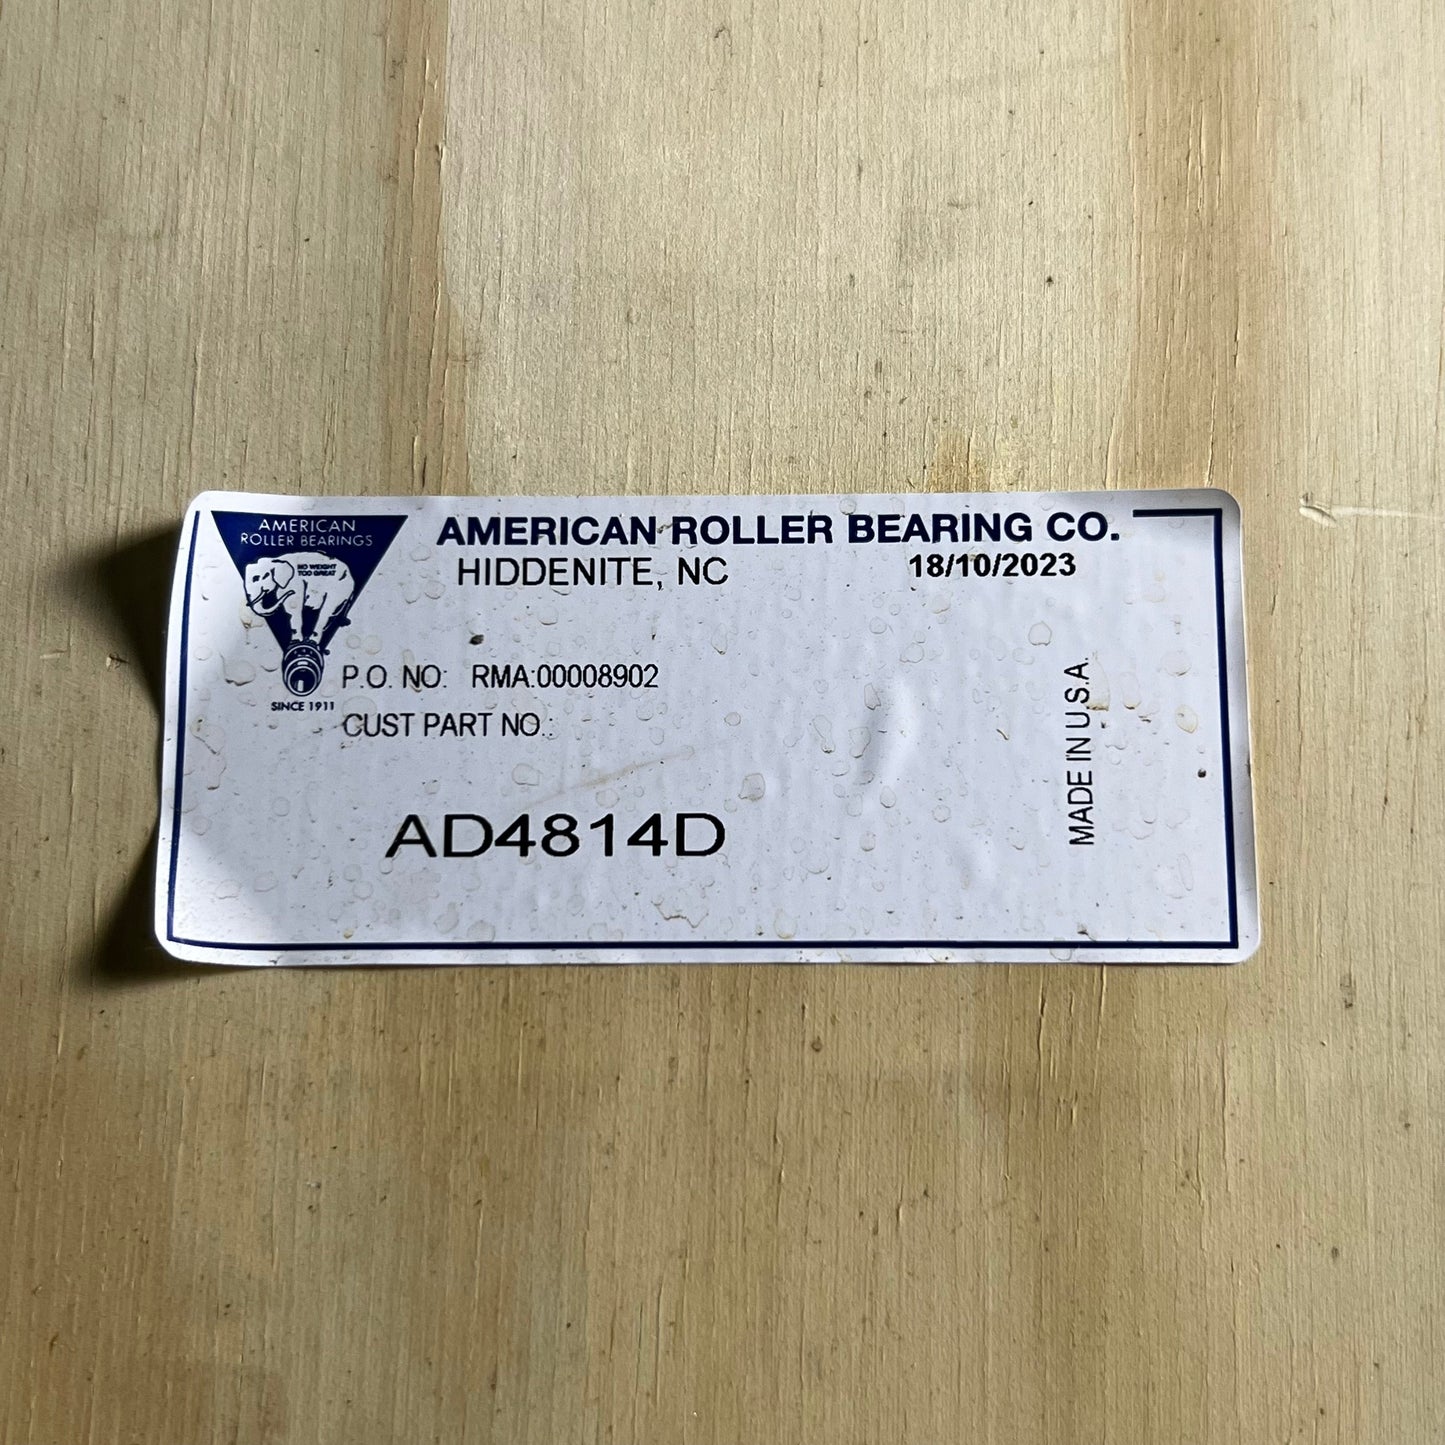 AMERICAN
ROLLER BEARINGS
NO WEIGHT
TOO GREAT
SINCE 1911
AMERICAN ROLLER BEARING CO.
HIDDENITE, NC
18/10/2023
P.O. NO: RMA:00008902
CUST PART NO.:
AD4814D
MADE IN U.S.A.